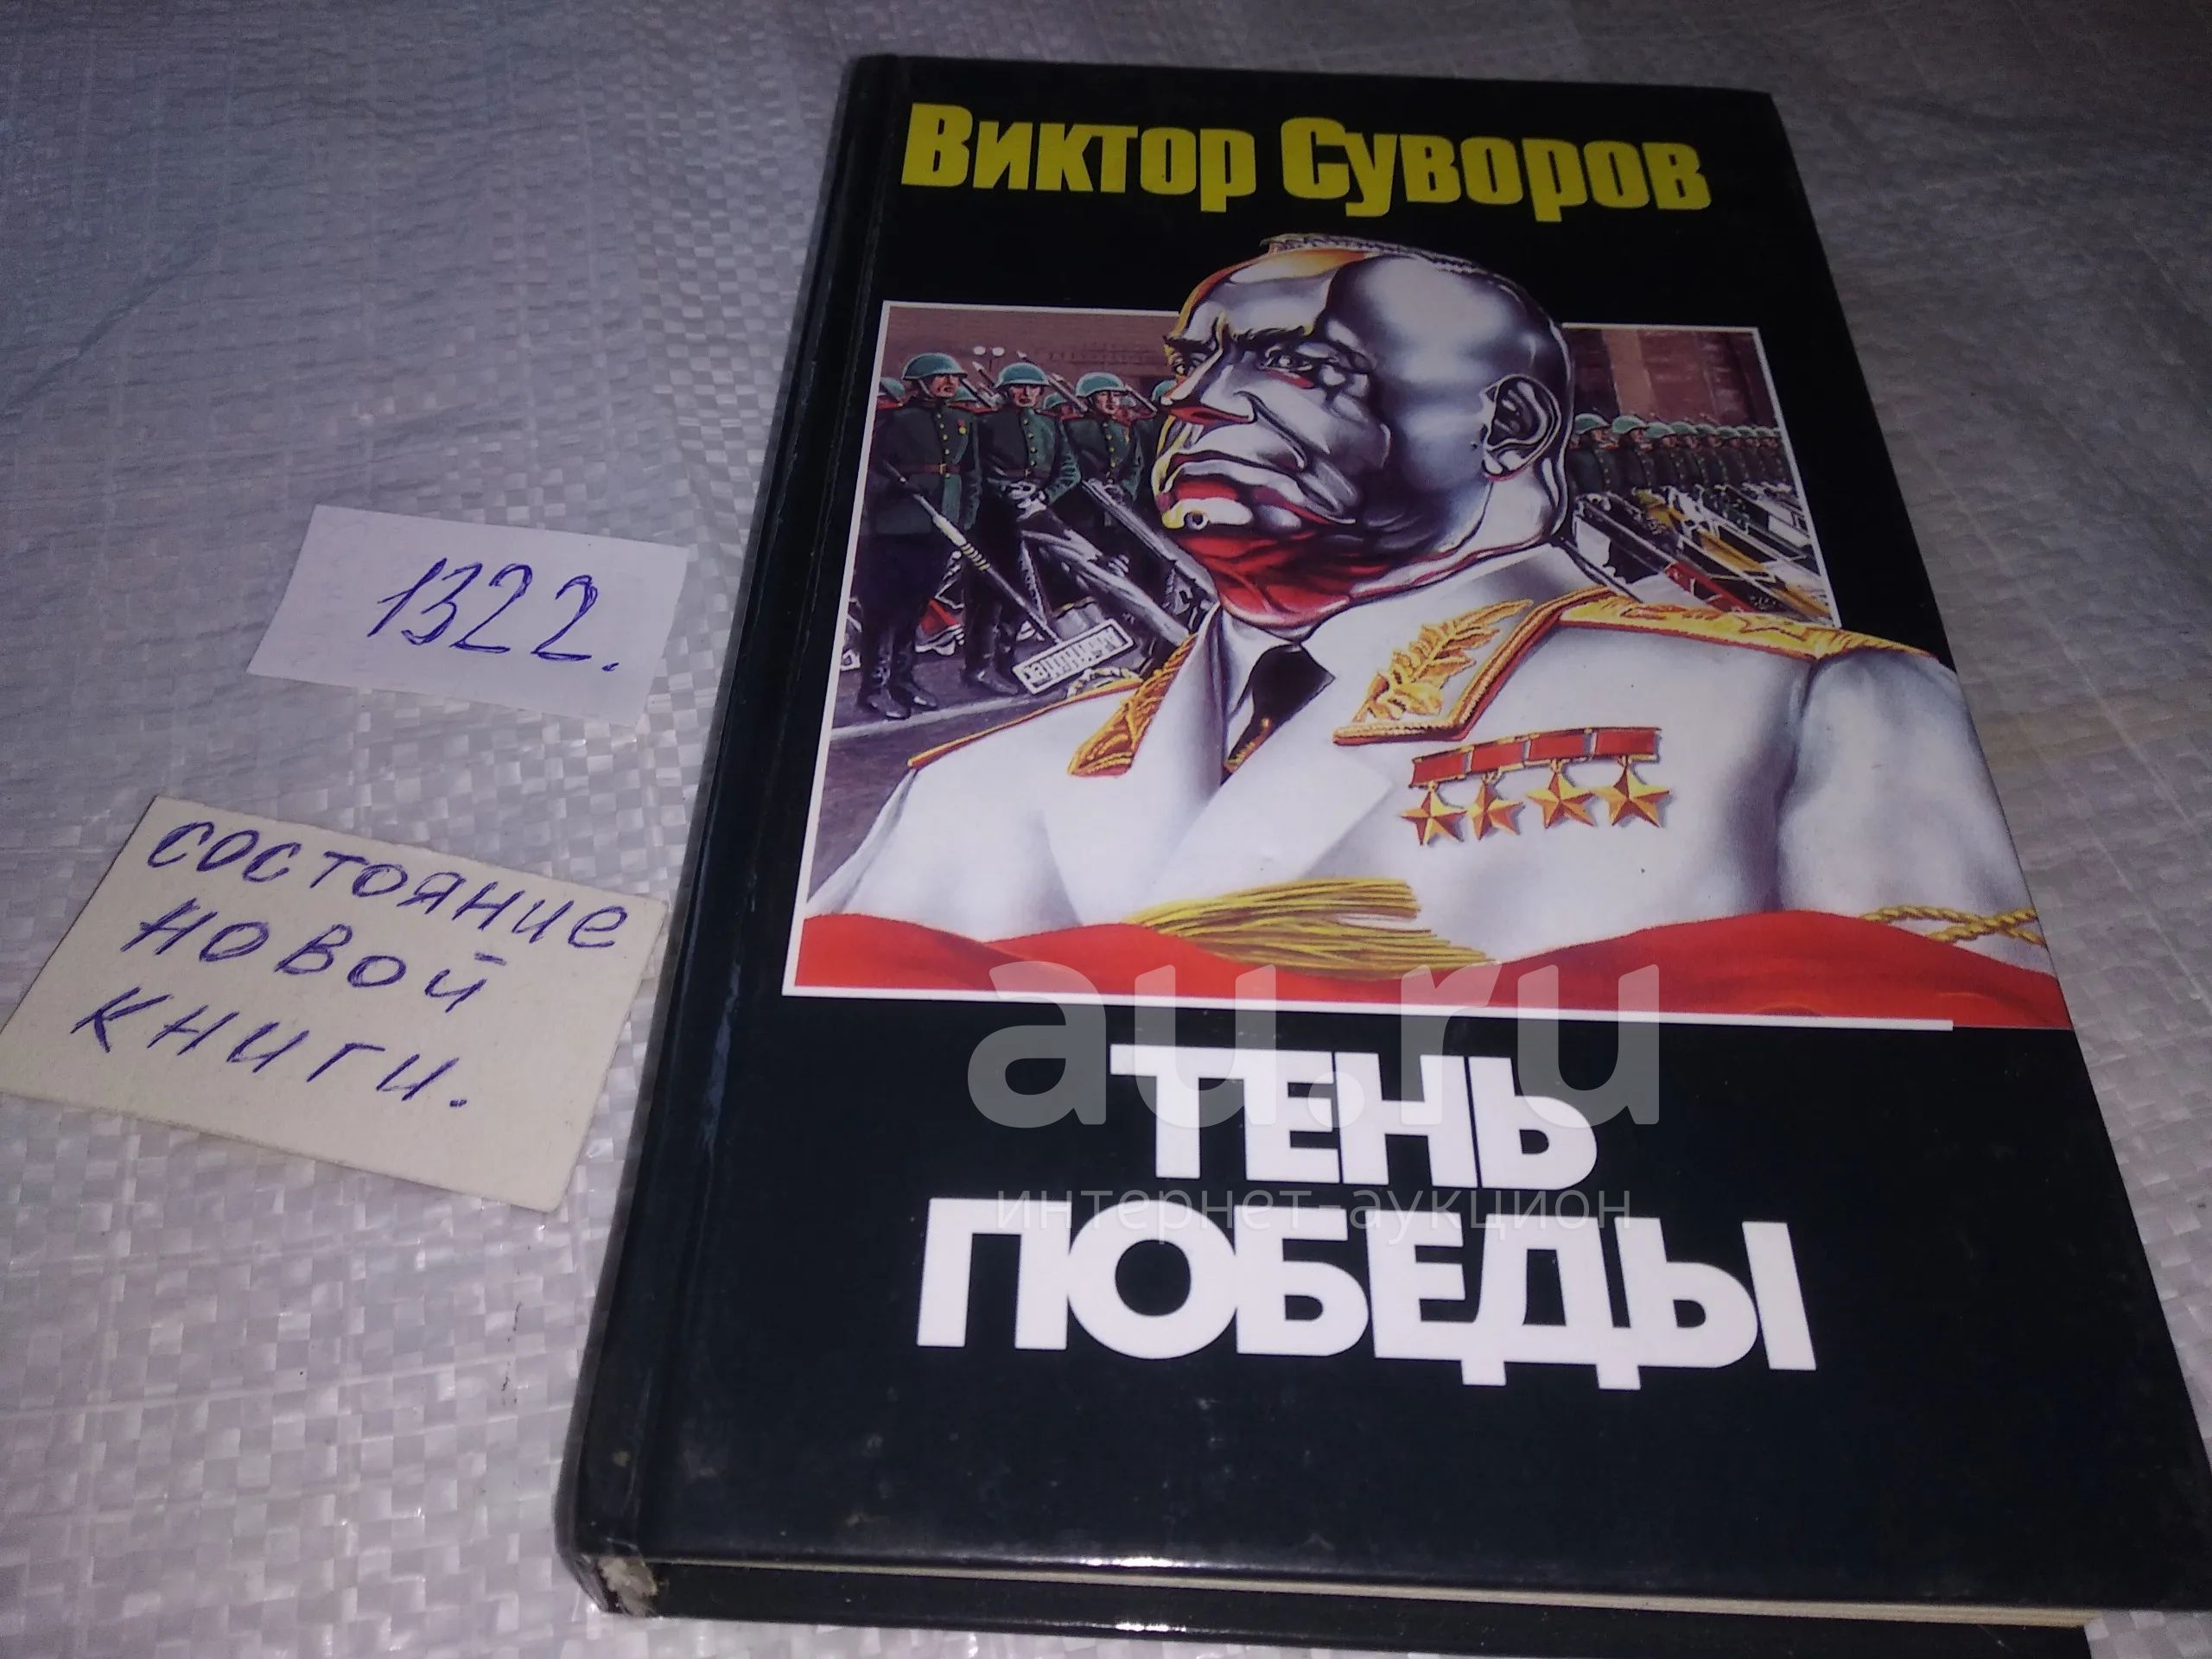 Виктор Суворов
1322.
состояние
новой
книги.
au.ru
ТЕНЬ
интернет-аукцион
ПОБЕДЫ